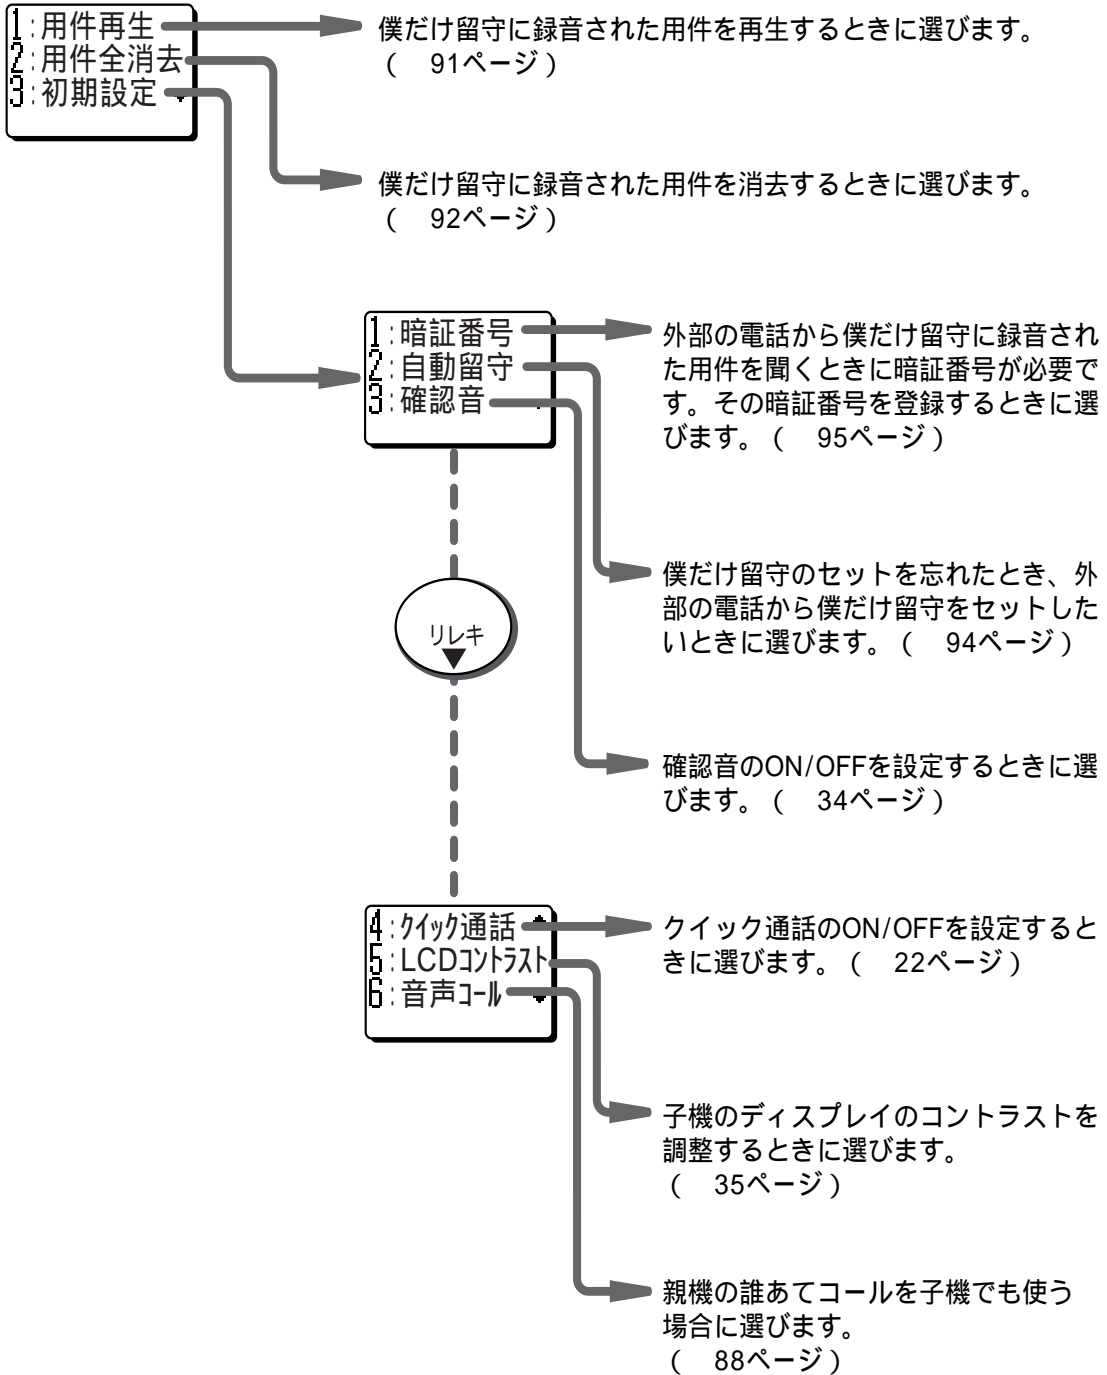 1:用件再生
2:用件全消去
3:初期設定
僕だけ留守に録音された用件を再生するときに選びます。
(　91ページ)
僕だけ留守に録音された用件を消去するときに選びます。
(　92ページ)
1:暗証番号
2:自動留守
3:確認音
外部の電話から僕だけ留守に録音され
た用件を聞くときに暗証番号が必要で
す。その暗証番号を登録するときに選
びます。(　95ページ)
僕だけ留守のセットを忘れたとき、外
部の電話から僕だけ留守をセットした
いときに選びます。(　94ページ)
リレキ
確認音のON/OFFを設定するときに選
びます。(　34ページ)
4:クイック通話
5:LCDコントラスト
6:音声コール
クイック通話のON/OFFを設定すると
きに選びます。(　22ページ)
子機のディスプレイのコントラストを
調整するときに選びます。
(　35ページ)
親機の誰あてコールを子機でも使う
場合に選びます。
(　88ページ)